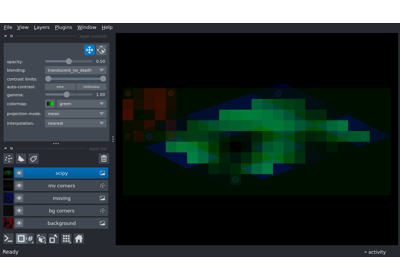 File View Layers Plugins Window Help
layer controls
opacity: 0.50
blending: translucent_no_depth
contrast limits:
auto-contrast: once continuous
gamma: 1.00
colormap: green
projection mode: mean
interpolation: nearest
layer list
scipy
mv corners
moving
bg corners
background
Ready
activity